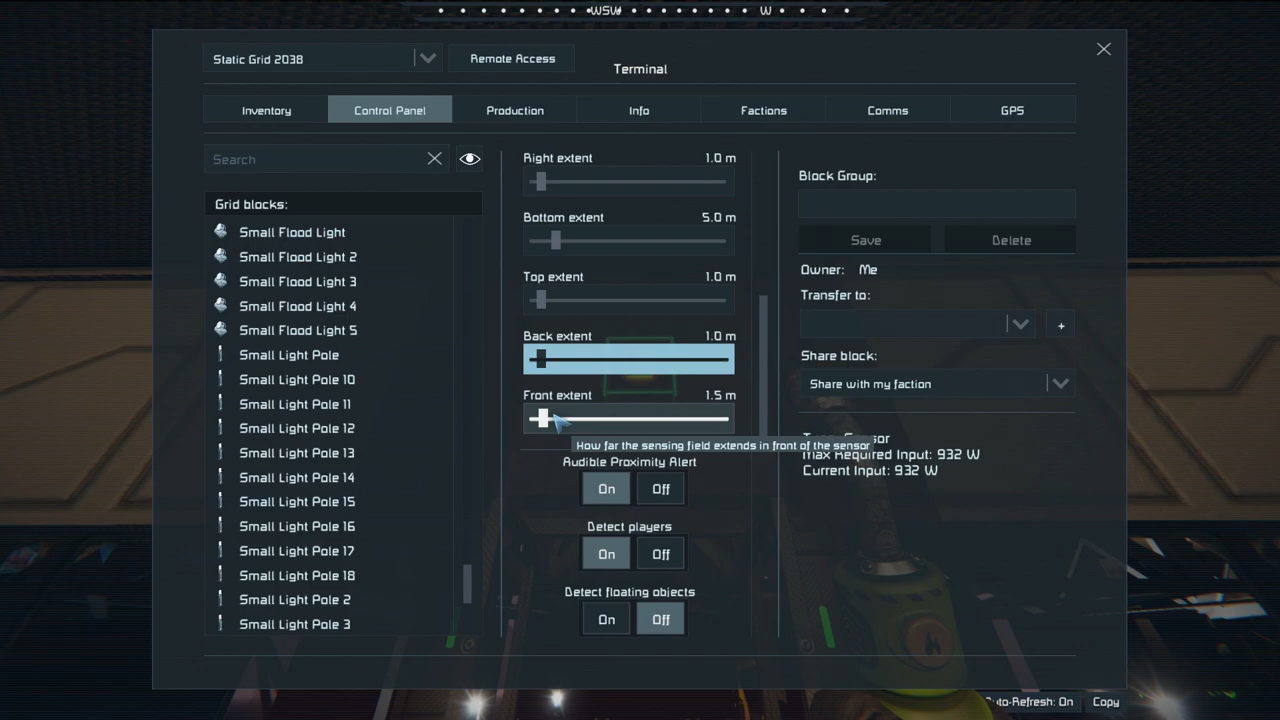 WSW W
Static Grid 2038
Remote Access
Terminal
Inventory
Control Panel
Production
Info
Factions
Comms
GPS
Search
Grid blocks:
Small Flood Light
Small Flood Light 2
Small Flood Light 3
Small Flood Light 4
Small Flood Light 5
Small Light Pole
Small Light Pole 10
Small Light Pole 11
Small Light Pole 12
Small Light Pole 13
Small Light Pole 14
Small Light Pole 15
Small Light Pole 16
Small Light Pole 17
Small Light Pole 18
Small Light Pole 2
Small Light Pole 3
Right extent 1.0 m
Bottom extent 5.0 m
Top extent 1.0 m
Back extent 1.0 m
Front extent 1.5 m
How far the sensing field extends in front of the sensor
Audible Proximity Alert
On Off
Detect players
On Off
Detect floating objects
On Off
Block Group:
Save Delete
Owner: Me
Transfer to:
+
Share block:
Share with my faction
Sensor
Max Required Input: 932 W
Current Input: 932 W
Auto-Refresh: On Copy